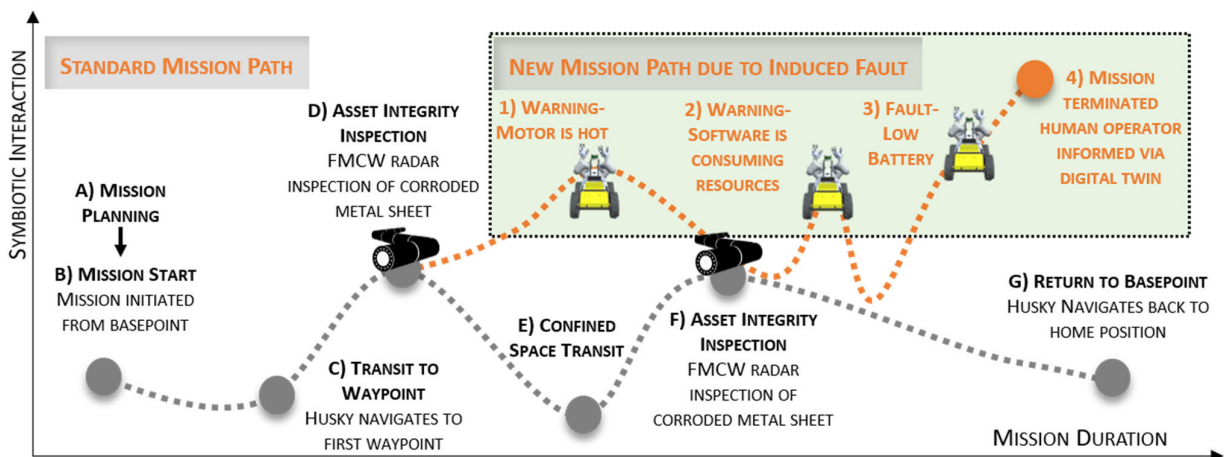 SYMBIOTIC INTERACTION
STANDARD MISSION PATH
NEW MISSION PATH DUE TO INDUCED FAULT
A) MISSION
PLANNING
B) MISSION START
MISSION INITIATED
FROM BASEPOINT
C) TRANSIT TO
WAYPOINT
HUSKY NAVIGATES TO
FIRST WAYPOINT
D) ASSET INTEGRITY
INSPECTION
FMCW RADAR
INSPECTION OF CORRODED
METAL SHEET
1) WARNING-
MOTOR IS HOT
2) WARNING-
SOFTWARE IS
CONSUMING
RESOURCES
3) FAULT-
LOW
BATTERY
4) MISSION
TERMINATED
HUMAN OPERATOR
INFORMED VIA
DIGITAL TWIN
E) CONFINED
SPACE TRANSIT
F) ASSET INTEGRITY
INSPECTION
FMCW RADAR
INSPECTION OF
CORRODED METAL SHEET
G) RETURN TO BASEPOINT
HUSKY NAVIGATES BACK TO
HOME POSITION
MISSION DURATION